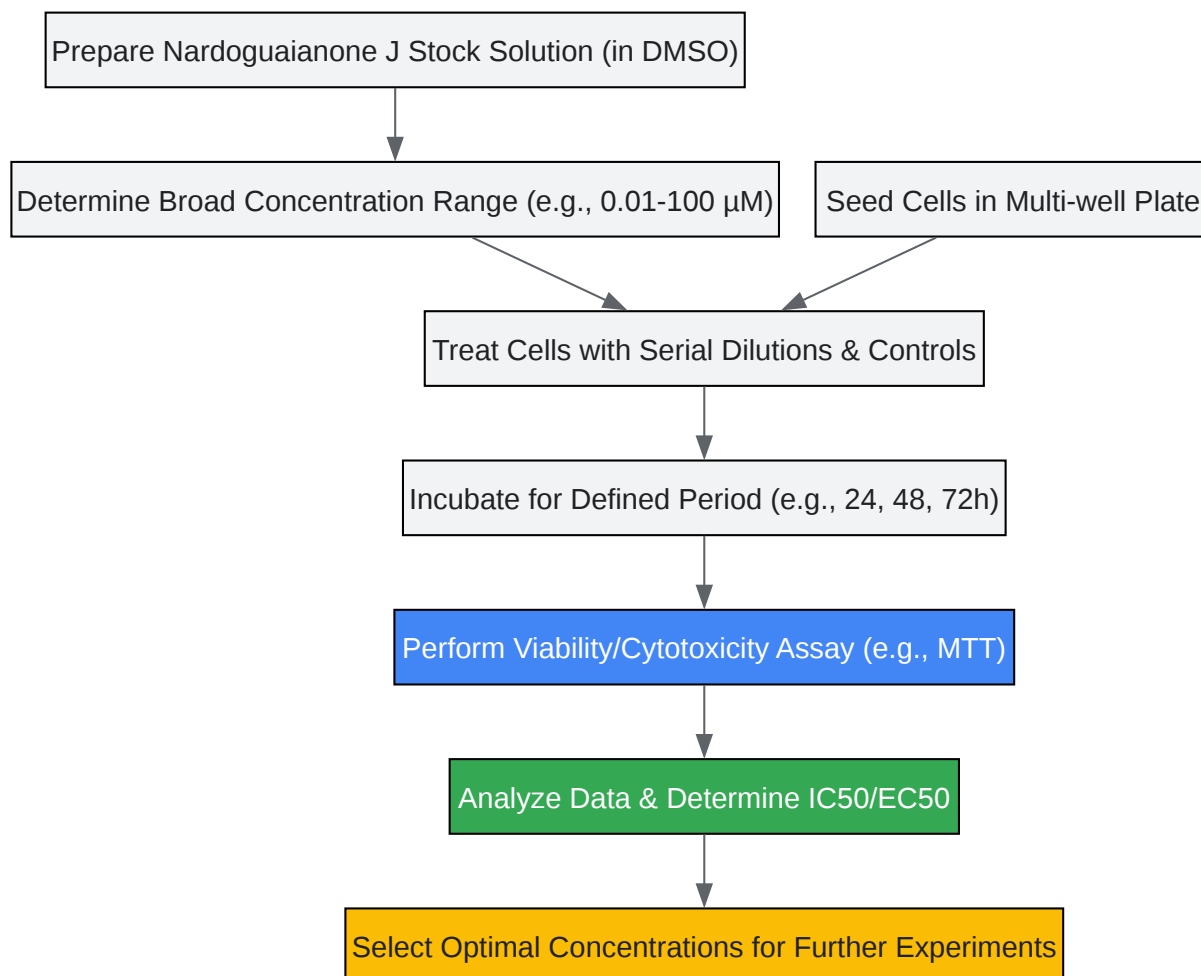 Prepare Nardoguaianone J Stock Solution (in DMSO)
Determine Broad Concentration Range (e.g., 0.01-100 µM)
Seed Cells in Multi-well Plate
Treat Cells with Serial Dilutions & Controls
Incubate for Defined Period (e.g., 24, 48, 72h)
Perform Viability/Cytotoxicity Assay (e.g., MTT)
Analyze Data & Determine IC50/EC50
Select Optimal Concentrations for Further Experiments